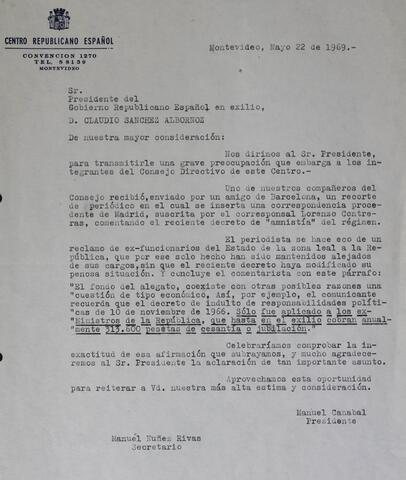 CENTRO REPUBLICANO ESPAÑOL
CONVENCION 1270
TEL. 88139
MONTEVIDEO
Montevideo, Mayo 22 de 1969.-
Sr.
Presidente del
Gobierno Republicano Español en exilio,
D. CLAUDIO SANCHEZ ALBORNOZ
De nuestra mayor consideración:
Nos dirimos al Sr. Presidente,
para transmitirle una grave preocupación que embarga a los in-
tegrantes del Consejo Directivo de este Centro.-
Uno de nuestros compañeros del
Consejo recibió,enviado por un amigo de Barcelona, un recorte
de periódico en el cual se inserta una correspondencia proce-
dente de Madrid, suscrita por el corresponsal Lorenzo Contre-
ras, comentando el reciente decreto de "amnistía" del régimen.
El periodista se hace eco de un
reclamo de ex-funcionarios del Estado de la zona leal a la Re-
pública, que por ese solo hecho han sido mantenidos alejados
de sus cargos,sin que el reciente decreto haya modificado su
penosa situación. Y concluye el comentarista con este párrafo:
"El fondo del alegato, coexiste con otras posibles razones una
"cuestión de tipo económico. Así, por ejemplo, el comunicante
"recuerda que el decreto de indulto de responsabilidades políti-
"cas de 10 de noviembre de 1966. Sólo fue aplicado a los ex-
"Ministros de la República, que hasta en el exilio cobran anual-
"mente 313.600 pesetas de cesantía o jubilación."
Celebraríamos comprobar la in-
exactitud de esa afirmación que subrayamos, y mucho agradece-
remos al Sr. Presidente la aclaración de tan importante asunto.
Aprovechamos esta oportunidad
para reiterar a Vd. nuestra más alta estima y consideración.
Manuel Canabal
Presidente
Manuel Nuñez Rivas
Secretario